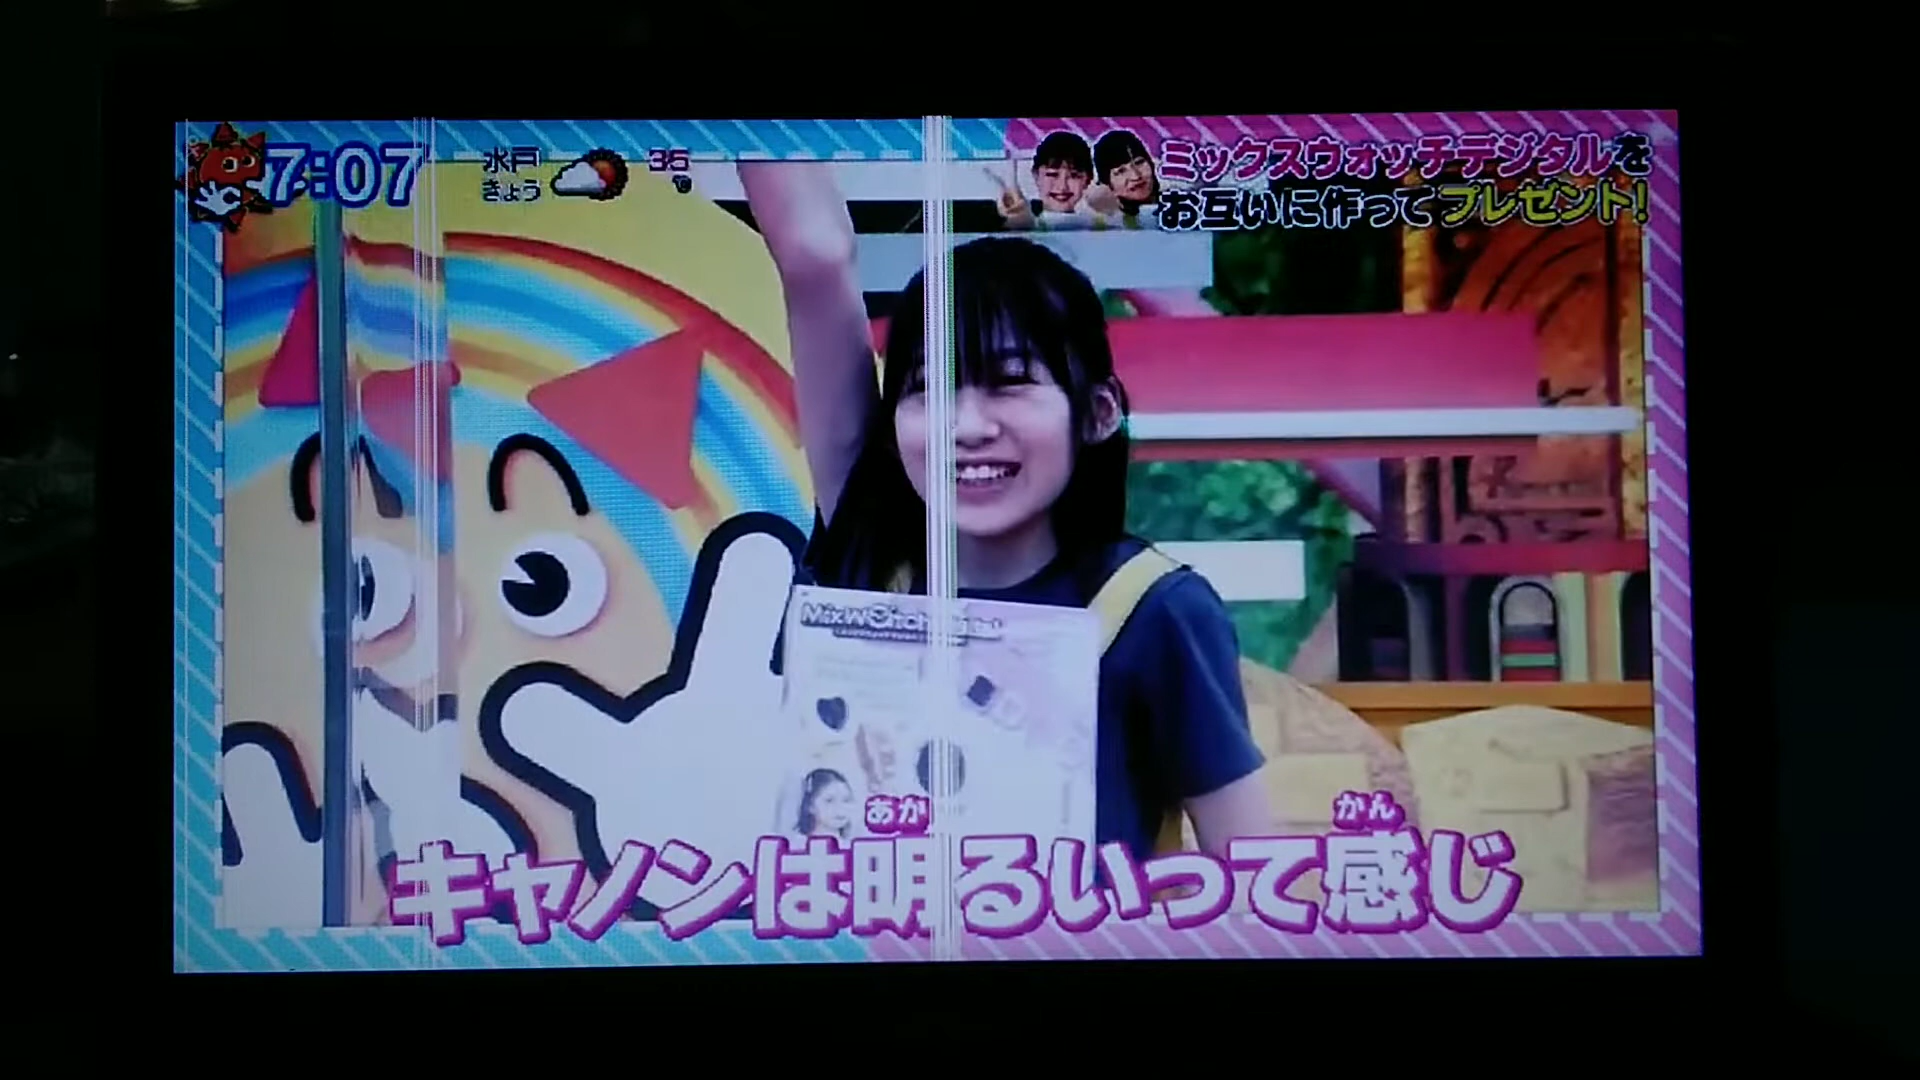 7:07
水戸
きょう
35
℃
ミックスウォッチデジタルを
お互いに作ってプレゼント!
MixWatch
あか
かん
キャノンは明るいって感じ